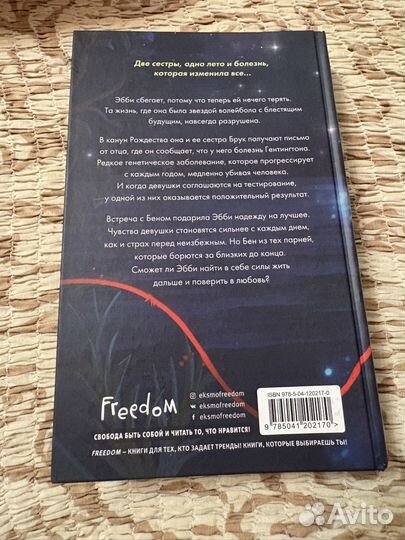 Две сестры, одно лето и болезнь,
которая изменила все...
Эбби сбегает, потому что теперь ей нечего терять.
Та жизнь, где она была звездой волейбола с блестящим
будущим, навсегда разрушена.
В канун Рождества она и ее сестра Брук получают письмо
от отца, где он сообщает, что у него болезнь Гентингтона.
Редкое генетическое заболевание, которое прогрессирует
с каждым годом, медленно убивая человека.
И когда девушки соглашаются на тестирование,
у одной из них оказывается положительный результат.
Встреча с Беном подарила Эбби надежду на лучшее.
Чувства девушки становятся сильнее с каждым днем,
как и страх перед неизбежным. Но Бен из тех парней,
которые борются за близких до конца.
Сможет ли Эбби найти в себе силы жить
дальше и поверить в любовь?
Freedom
eksmofreedom
eksmofreedom
eksmofreedom
ISBN 978-5-04-120217-0
9 785041 202170 >
СВОБОДА БЫТЬ СОБОЙ И ЧИТАТЬ ТО, ЧТО НРАВИТСЯ!
FREEDOM – КНИГИ ДЛЯ ТЕХ, КТО ЗАДАЕТ ТРЕНДЫ! КНИГИ, КОТОРЫЕ ВЫБИРАЕШЬ ТЫ!
Avito